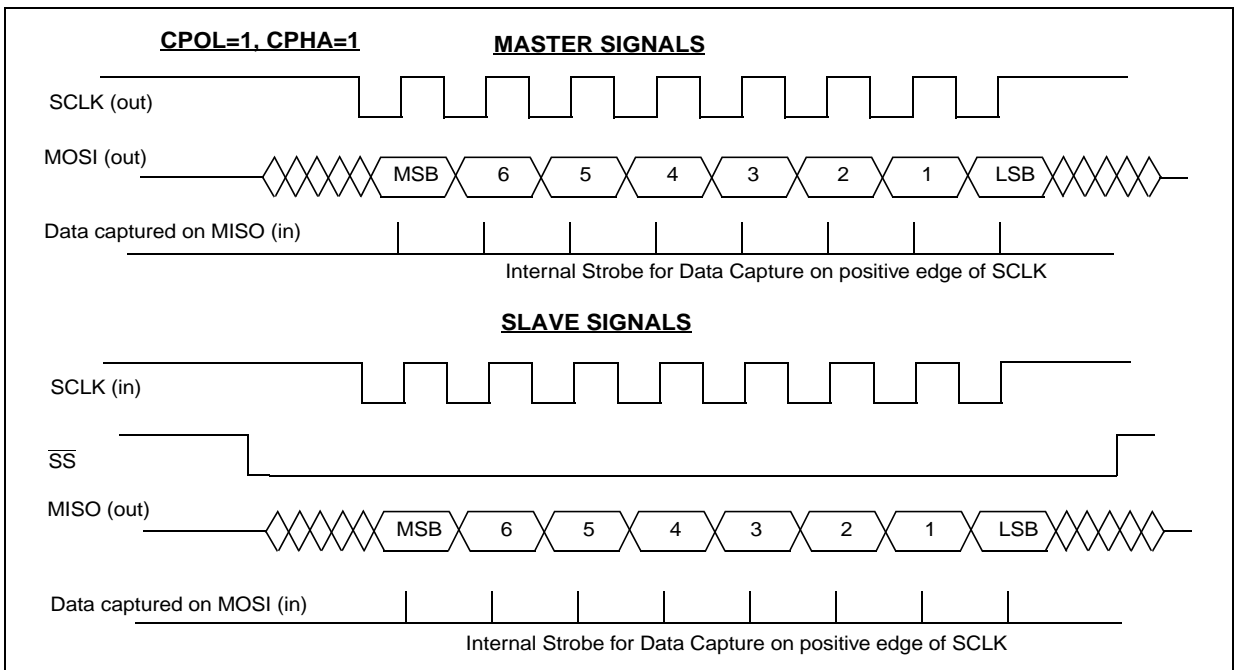 CPOL=1, CPHA=1 MASTER SIGNALS
SCLK (out)
MOSI (out)
MSB 6 5 4 3 2 1 LSB
Data captured on MISO (in)
Internal Strobe for Data Capture on positive edge of SCLK
SLAVE SIGNALS
SCLK (in)
SS
MISO (out)
MSB 6 5 4 3 2 1 LSB
Data captured on MOSI (in)
Internal Strobe for Data Capture on positive edge of SCLK